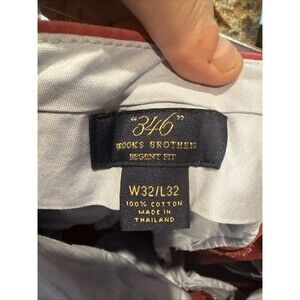 "346"
BROOKS BROTHERS
REGENT FIT
W32/L32
100% COTTON
MADE IN
THAILAND